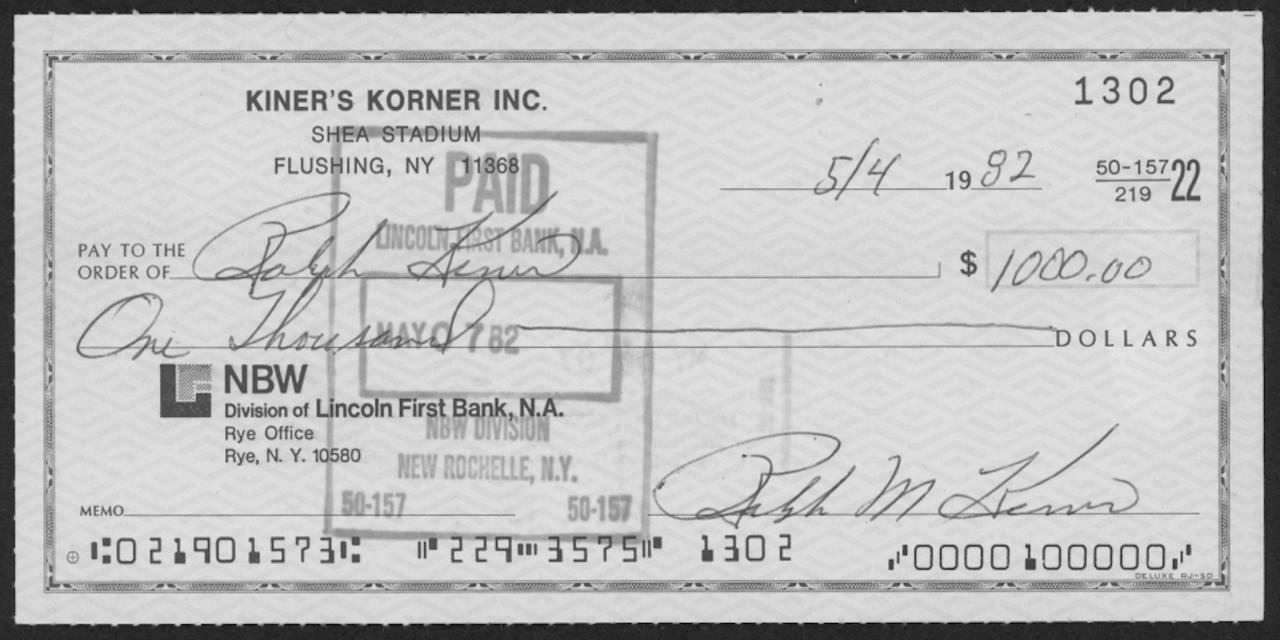 KINER'S KORNER INC.
SHEA STADIUM
FLUSHING, NY 11368
1302
5/4 1982
50-157 22
219
PAY TO THE
ORDER OF Ralph Kiner
$ 1000.00
One Thousand DOLLARS
PAID
LINCOLN FIRST BANK, N.A.
MAY 07 82
NBW DIVISION
NEW ROCHELLE, N.Y.
50-157 50-157
NBW
Division of Lincoln First Bank, N.A.
Rye Office
Rye, N. Y. 10580
MEMO
Ralph M Kiner
⑆021901573⑆ ⑈229⑉3575⑈ 1302 ⑇0000100000⑇
DELUXE RJ-SD